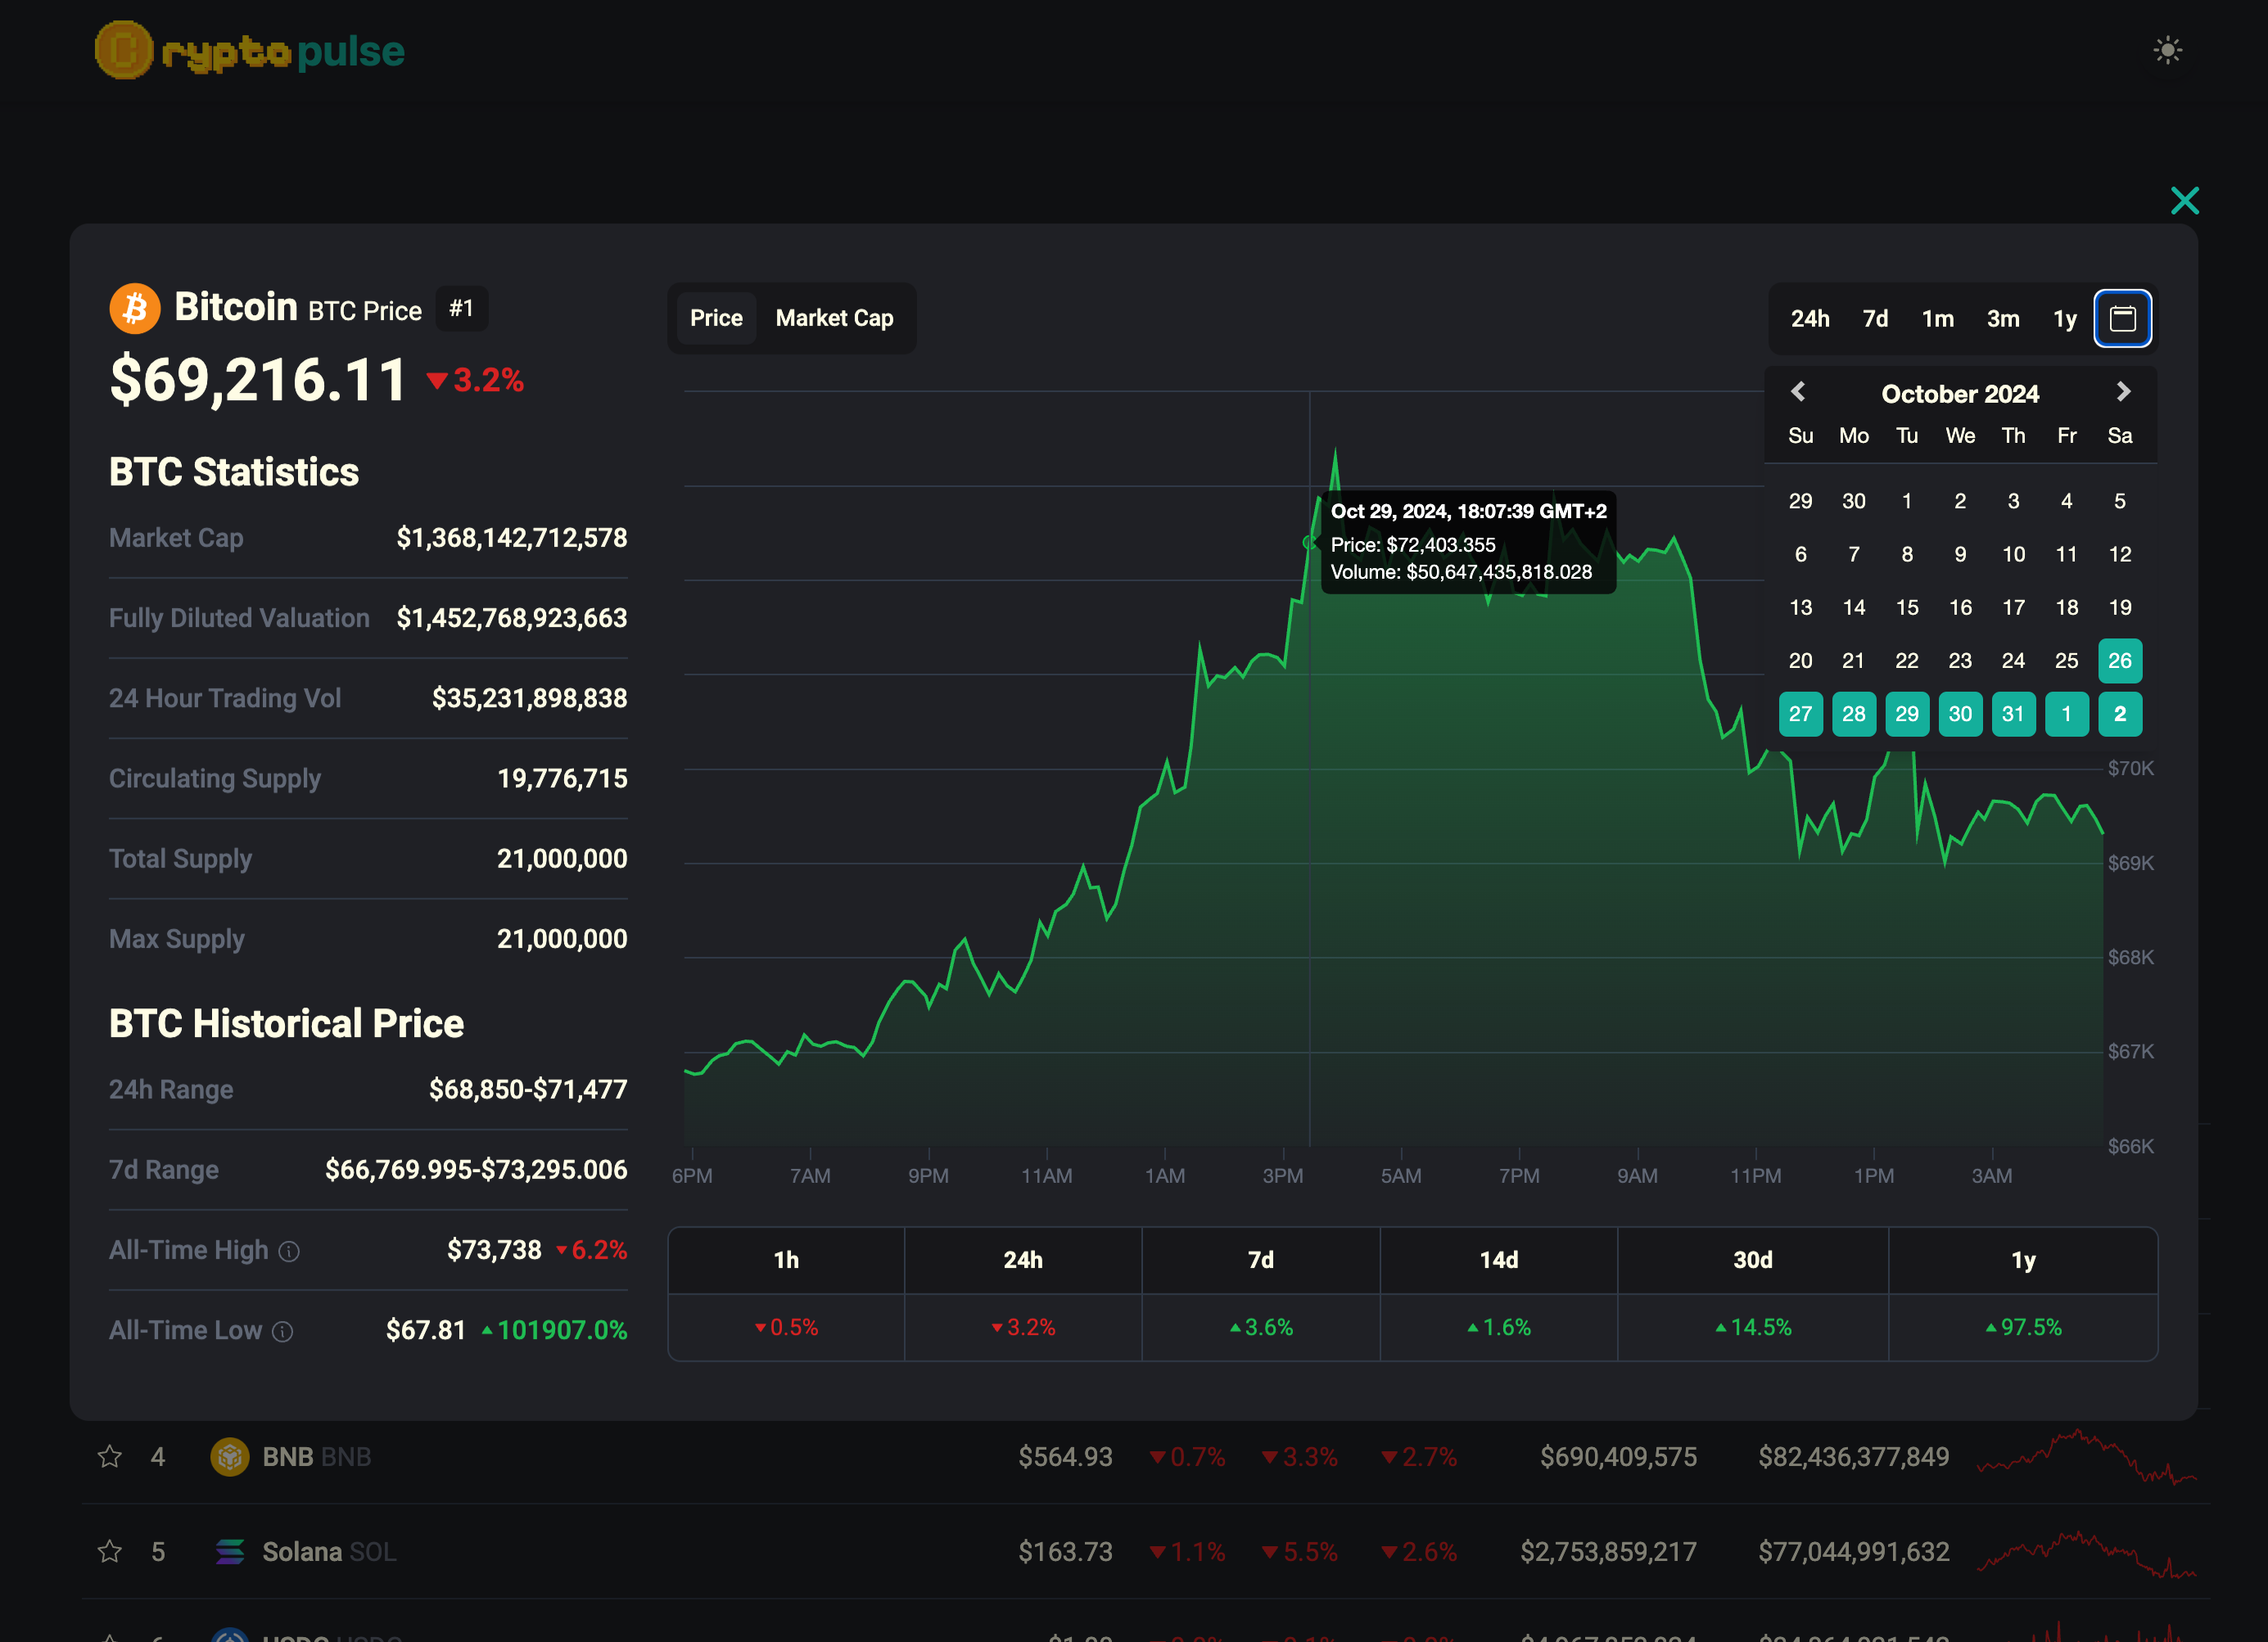 Cryptopulse
Bitcoin BTC Price #1
$69,216.11 3.2%
BTC Statistics
Market Cap $1,368,142,712,578
Fully Diluted Valuation $1,452,768,923,663
24 Hour Trading Vol $35,231,898,838
Circulating Supply 19,776,715
Total Supply 21,000,000
Max Supply 21,000,000
BTC Historical Price
24h Range $68,850-$71,477
7d Range $66,769.995-$73,295.006
All-Time High $73,738 6.2%
All-Time Low $67.81 101907.0%
Price Market Cap
24h 7d 1m 3m 1y
October 2024
Su Mo Tu We Th Fr Sa
29 30 1 2 3 4 5
6 7 8 9 10 11 12
13 14 15 16 17 18 19
20 21 22 23 24 25 26
27 28 29 30 31 1 2
Oct 29, 2024, 18:07:39 GMT+2
Price: $72,403.355
Volume: $50,647,435,818.028
$70K
$69K
$68K
$67K
$66K
6PM 7AM 9PM 11AM 1AM 3PM 5AM 7PM 9AM 11PM 1PM 3AM
1h 24h 7d 14d 30d 1y
0.5% 3.2% 3.6% 1.6% 14.5% 97.5%
4 BNB BNB $564.93 0.7% 3.3% 2.7% $690,409,575 $82,436,377,849
5 Solana SOL $163.73 1.1% 5.5% 2.6% $2,753,859,217 $77,044,991,632